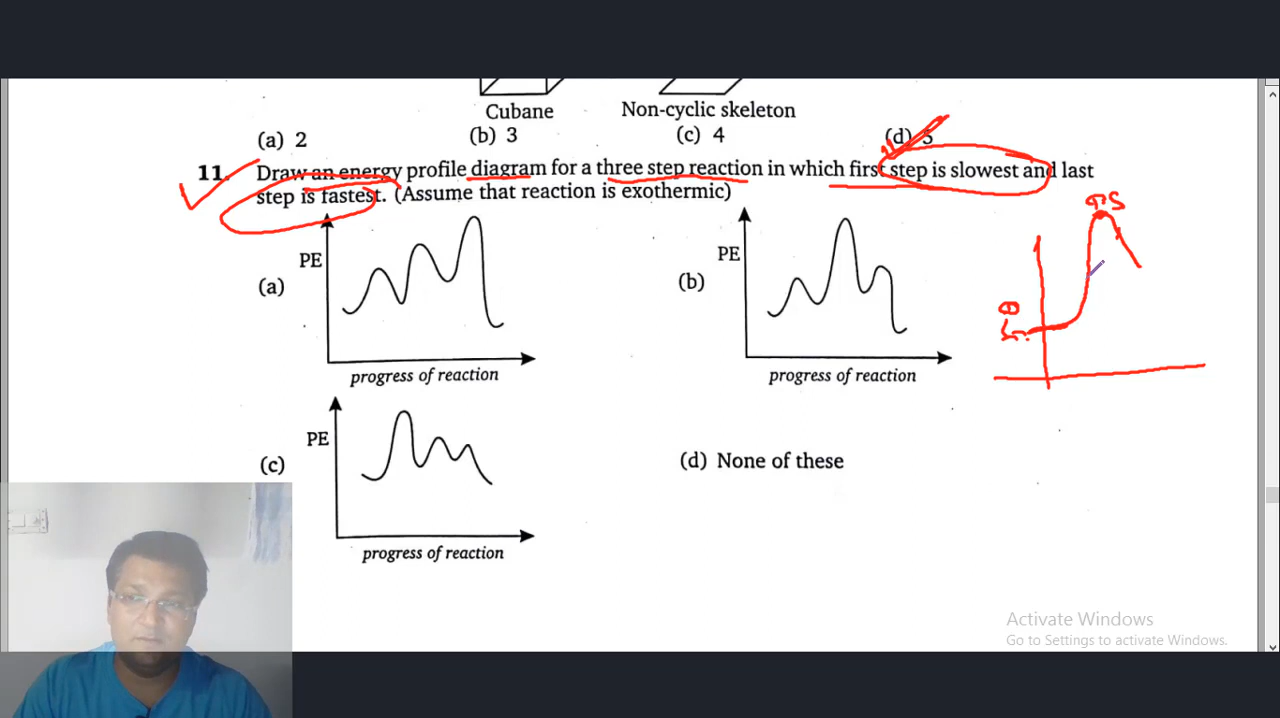 Cubane
Non-cyclic skeleton
(a) 2
(b) 3
(c) 4
(d) 5
11. Draw an energy profile diagram for a three step reaction in which first step is slowest and last
step is fastest. (Assume that reaction is exothermic)
T.S
(a)
PE
progress of reaction
(b)
PE
progress of reaction
(c)
PE
progress of reaction
(d) None of these
Activate Windows
Go to Settings to activate Windows.